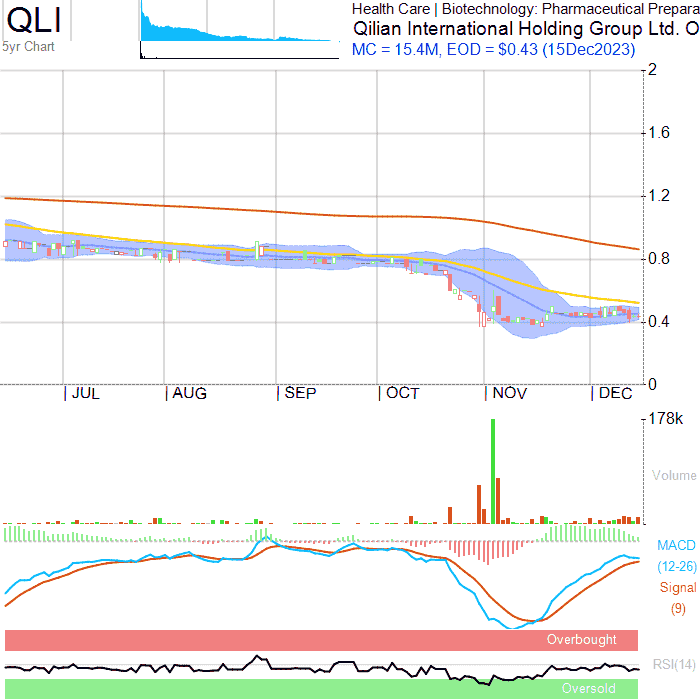 QLI
5yr Chart
Health Care | Biotechnology: Pharmaceutical Prepara
Qilian International Holding Group Ltd. O
MC = 15.4M, EOD = $0.43 (15Dec2023)
2
1.6
1.2
0.8
0.4
0
JUL AUG SEP OCT NOV DEC
178k
Volume
MACD
(12-26)
Signal
(9)
Overbought
RSI(14)
Oversold